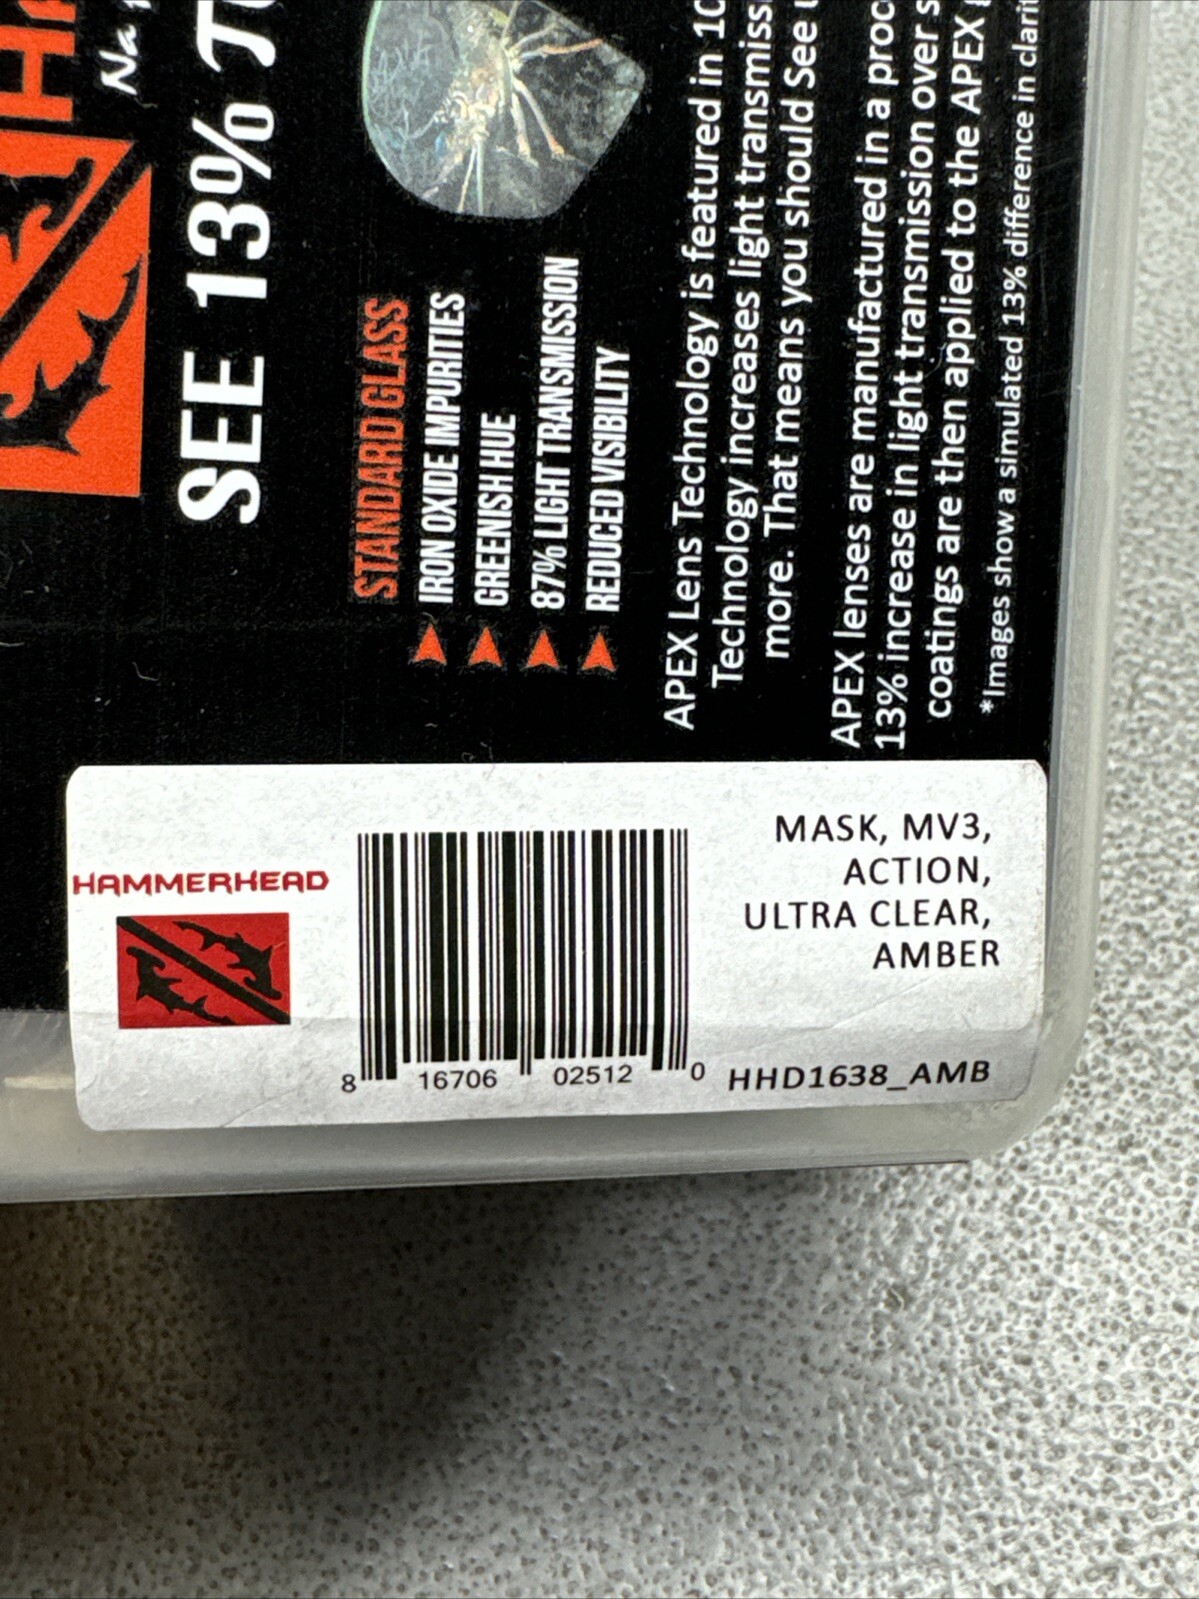 SEE 13%
STANDARD GLASS
IRON OXIDE IMPURITIES
GREENISH HUE
87% LIGHT TRANSMISSION
REDUCED VISIBILITY
APEX Lens Technology is featured in
Technology increases light
more. That means you should See
APEX lenses are manufactured in a
13% increase in light transmission over
coatings are then applied to the APEX
*Images show a simulated 13% difference in
HAMMERHEAD
8 16706 02512 0
MASK, MV3,
ACTION,
ULTRA CLEAR,
AMBER
HHD1638_AMB